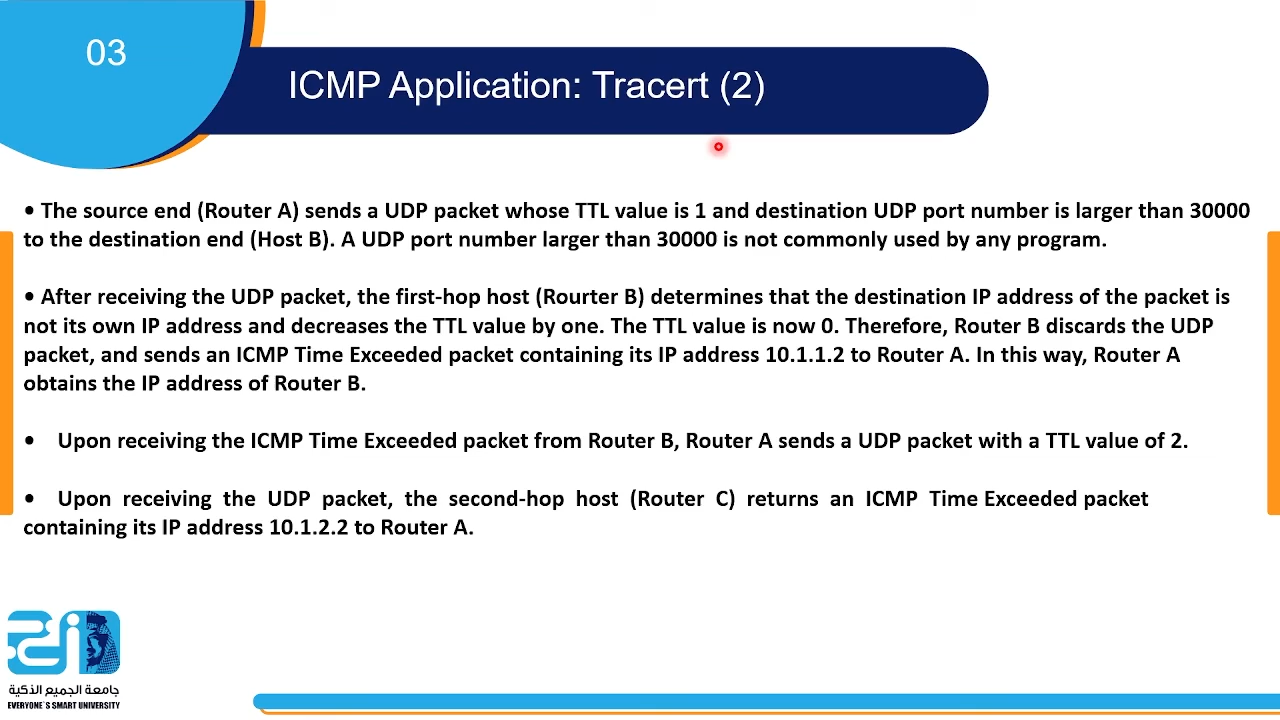 03
ICMP Application: Tracert (2)
• The source end (Router A) sends a UDP packet whose TTL value is 1 and destination UDP port number is larger than 30000
to the destination end (Host B). A UDP port number larger than 30000 is not commonly used by any program.
• After receiving the UDP packet, the first-hop host (Rourter B) determines that the destination IP address of the packet is
not its own IP address and decreases the TTL value by one. The TTL value is now 0. Therefore, Router B discards the UDP
packet, and sends an ICMP Time Exceeded packet containing its IP address 10.1.1.2 to Router A. In this way, Router A
obtains the IP address of Router B.
• Upon receiving the ICMP Time Exceeded packet from Router B, Router A sends a UDP packet with a TTL value of 2.
• Upon receiving the UDP packet, the second-hop host (Router C) returns an ICMP Time Exceeded packet
containing its IP address 10.1.2.2 to Router A.
جامعة الجميع الذكية
EVERYONE`S SMART UNIVERSITY